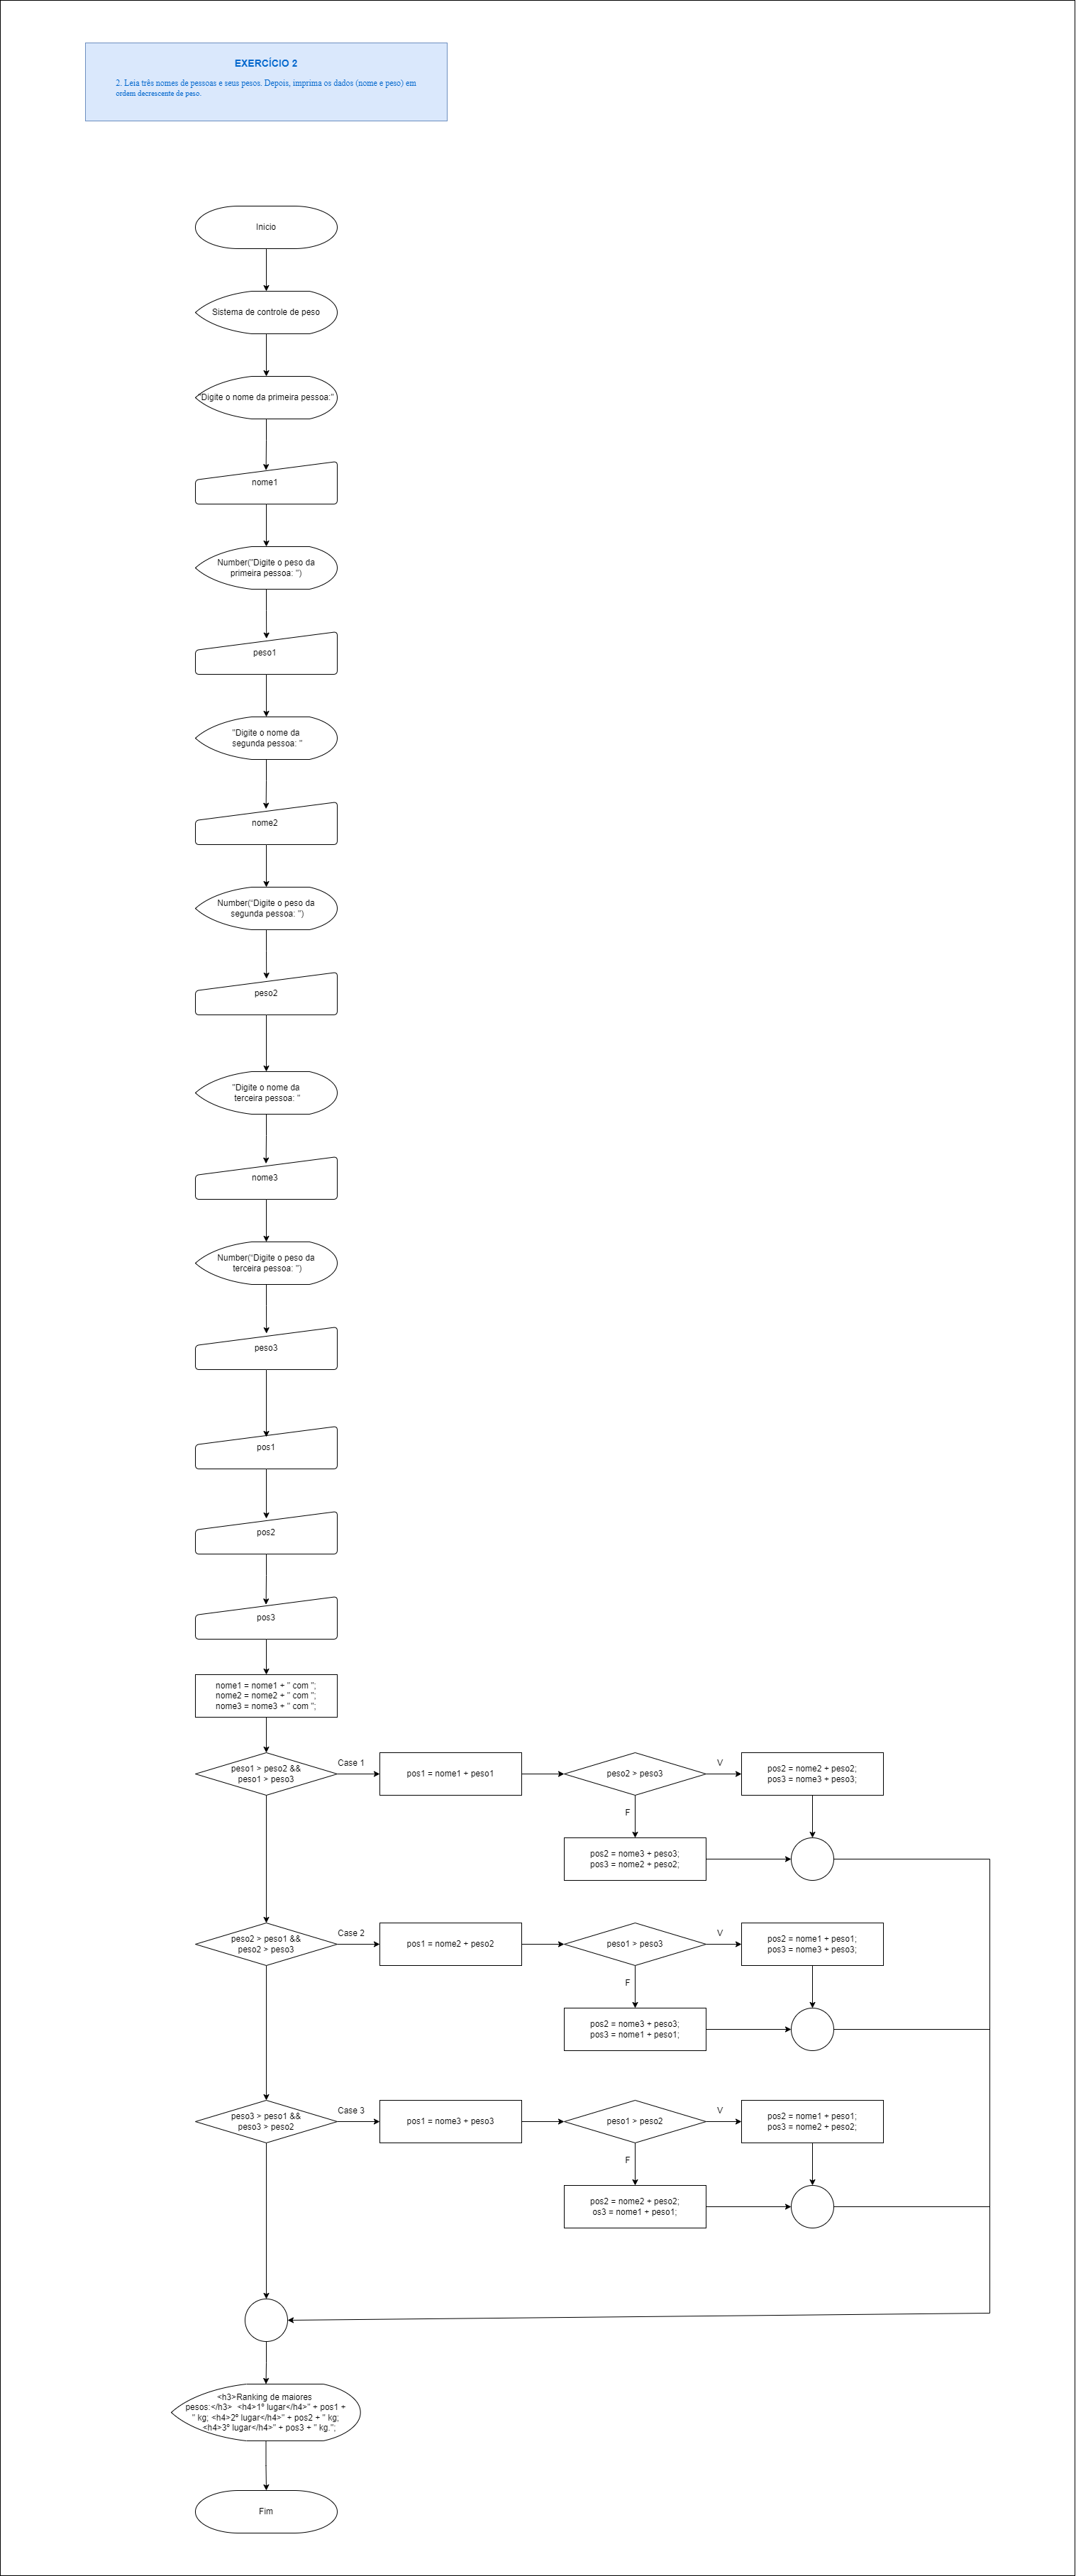 EXERCÍCIO 2
2. Leia três nomes de pessoas e seus pesos. Depois, imprima os dados (nome e peso) em
ordem decrescente de peso.
Inicio
Sistema de controle de peso
"Digite o nome da primeira pessoa:"
nome1
Number("Digite o peso da
primeira pessoa: ")
peso1
"Digite o nome da
segunda pessoa: "
nome2
Number("Digite o peso da
segunda pessoa: ")
peso2
"Digite o nome da
terceira pessoa: "
nome3
Number("Digite o peso da
terceira pessoa: ")
peso3
pos1
pos2
pos3
nome1 = nome1 + " com ";
nome2 = nome2 + " com ";
nome3 = nome3 + " com ";
peso1 > peso2 &&
peso1 > peso3
Case 1
pos1 = nome1 + peso1
peso2 > peso3
V
pos2 = nome2 + peso2;
pos3 = nome3 + peso3;
F
pos2 = nome3 + peso3;
pos3 = nome2 + peso2;
peso2 > peso1 &&
peso2 > peso3
Case 2
pos1 = nome2 + peso2
peso1 > peso3
V
pos2 = nome1 + peso1;
pos3 = nome3 + peso3;
F
pos2 = nome3 + peso3;
pos3 = nome1 + peso1;
peso3 > peso1 &&
peso3 > peso2
Case 3
pos1 = nome3 + peso3
peso1 > peso2
V
pos2 = nome1 + peso1;
pos3 = nome2 + peso2;
F
pos2 = nome2 + peso2;
os3 = nome1 + peso1;
<h3>Ranking de maiores
pesos:</h3> <h4>1º lugar</h4>" + pos1 +
" kg; <h4>2º lugar</h4>" + pos2 + " kg;
<h4>3º lugar</h4>" + pos3 + " kg.";
Fim